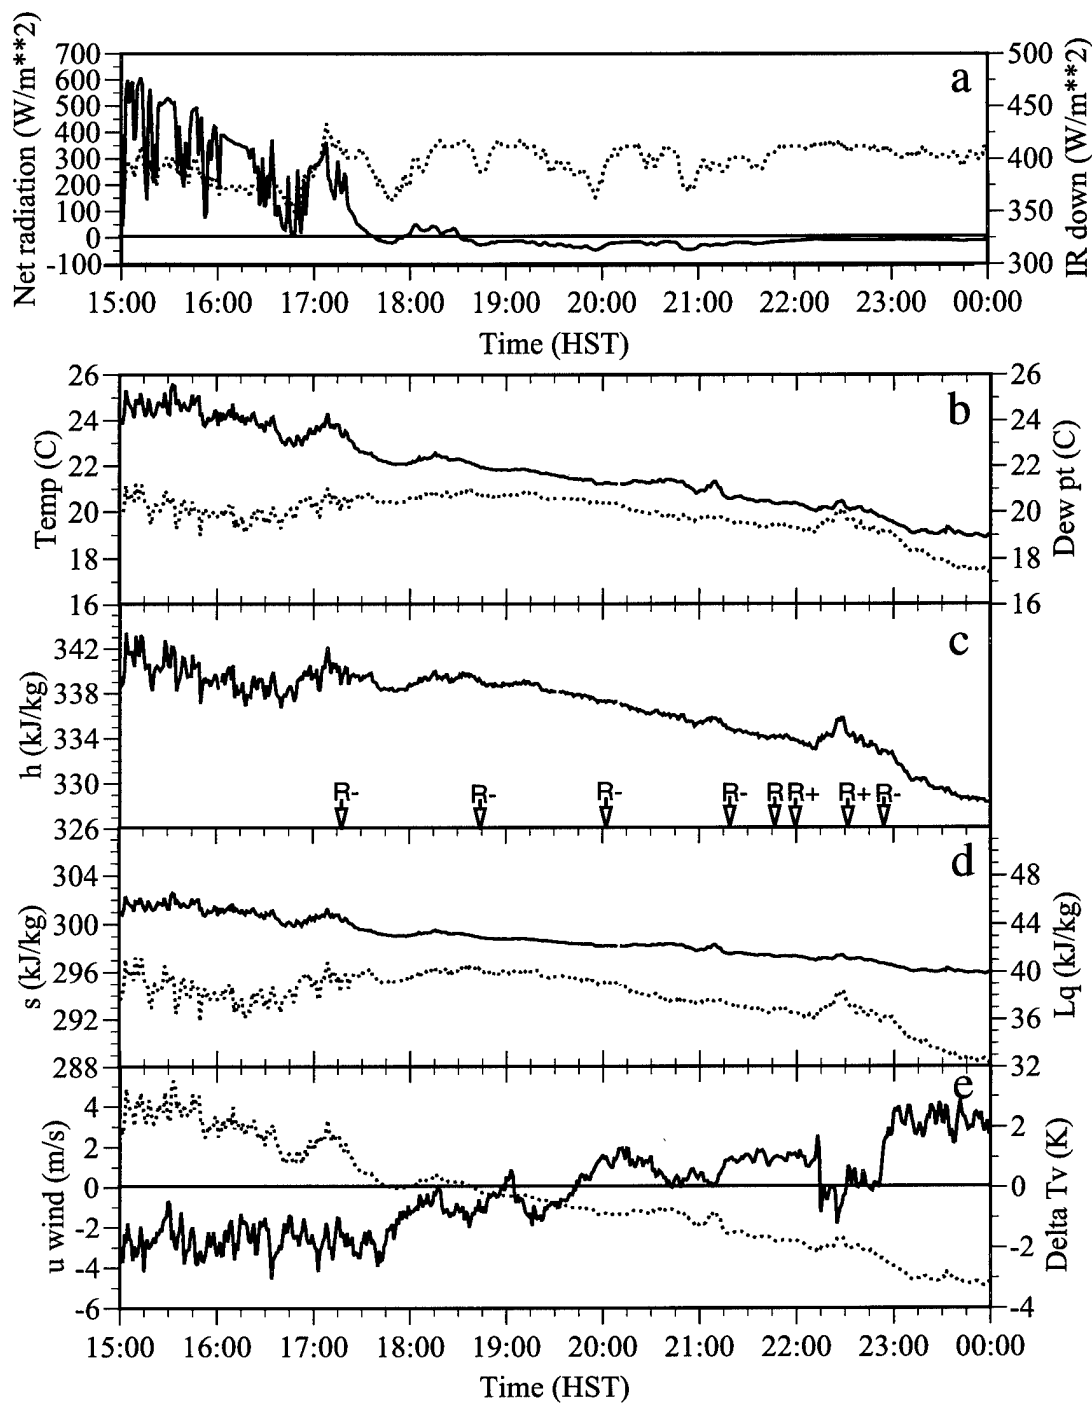 Net radiation (W/m**2)
700
600
500
400
300
200
100
0
-100
a
500
450
400
350
300
IR down (W/m**2)
15:00 16:00 17:00 18:00 19:00 20:00 21:00 22:00 23:00 00:00
Time (HST)
Temp (C)
26
24
22
20
18
16
b
26
24
22
20
18
16
Dew pt (C)
h (kJ/kg)
342
338
334
330
326
c
R- R- R- R- R R+ R+ R-
s (kJ/kg)
304
300
296
292
288
d
48
44
40
36
32
Lq (kJ/kg)
u wind (m/s)
4
2
0
-2
-4
-6
e
2
0
-2
-4
Delta Tv (K)
15:00 16:00 17:00 18:00 19:00 20:00 21:00 22:00 23:00 00:00
Time (HST)